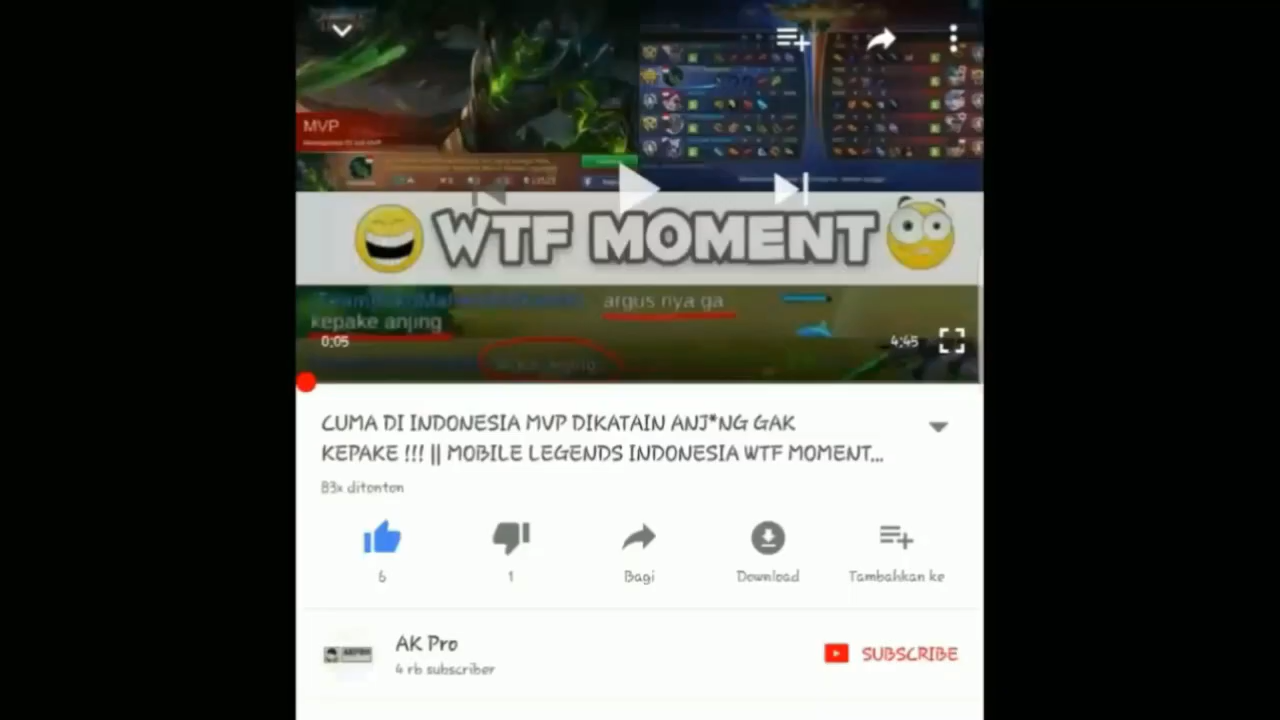 MVP
WTF MOMENT
argus nya ga
kepake anjing
0:05
4:45
CUMA DI INDONESIA MVP DIKATAIN ANJ*NG GAK
KEPAKE !!! || MOBILE LEGENDS INDONESIA WTF MOMENT...
83x ditonton
6
1
Bagi
Download
Tambahkan ke
AK Pro
4 rb subscriber
SUBSCRIBE